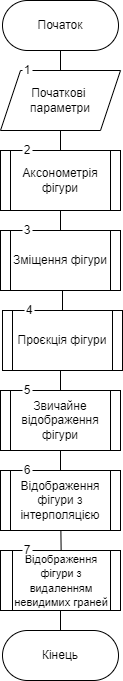 Початок
1
Початкові
параметри
2
Аксонометрія
фігури
3
Зміщення фігури
4
Проєкція фігури
5
Звичайне
відображення
фігури
6
Відображення
фігури з
інтерполяцією
7
Відображення
фігури з
видаленням
невидимих граней
Кінець